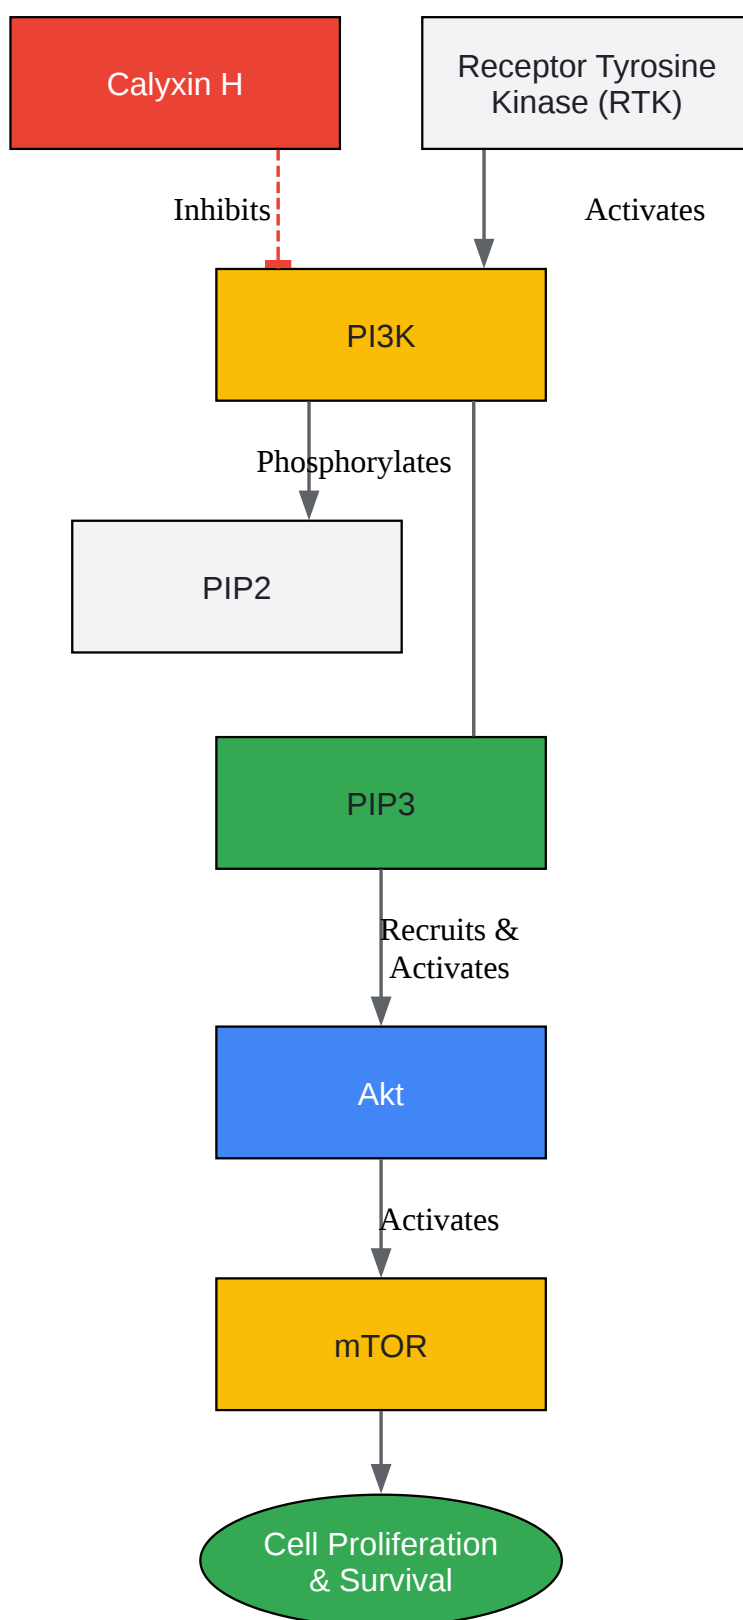 Calyxin H
Receptor Tyrosine
Kinase (RTK)
Inhibits
Activates
PI3K
Phosphorylates
PIP2
PIP3
Recruits &
Activates
Akt
Activates
mTOR
Cell Proliferation
& Survival